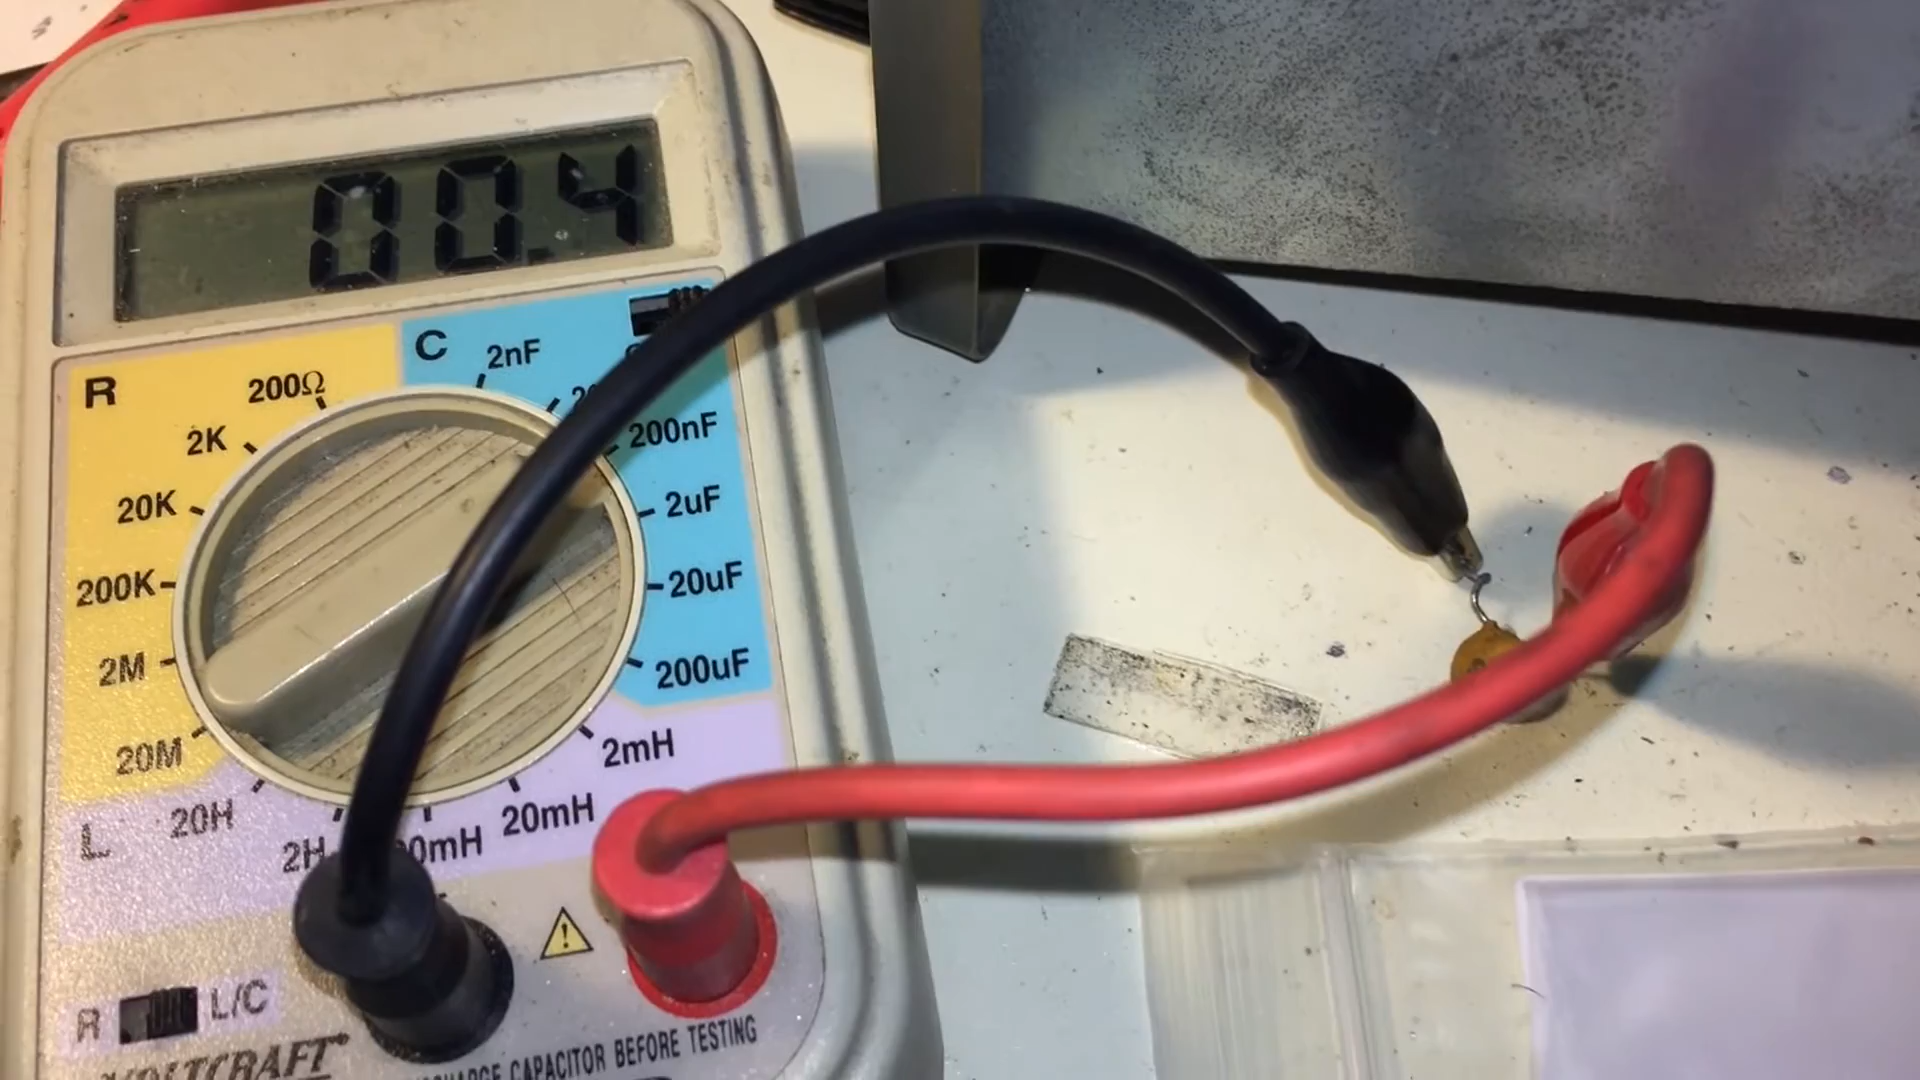 00.4
C
2nF
R
200Ω
2K
200nF
20K
2uF
200K
20uF
2M
200uF
20M
2mH
L
20H
20mH
2H
R
L/C
VOLTCRAFT
CAPACITOR BEFORE TESTING